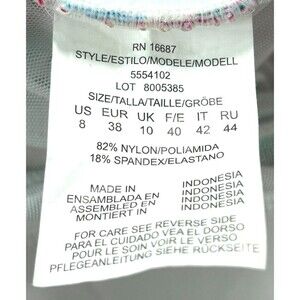 RN 16687
STYLE/ESTILO/MODELE/MODELL
5554102
LOT 8005385
SIZE/TALLA/TAILLE/GRÖBE
US EUR UK F/E IT RU
8 38 10 40 42 44
82% NYLON/POLIAMIDA
18% SPANDEX/ELASTANO
MADE IN INDONÉSIA
ENSAMBLADA EN INDONESIA
ASSEMBLED EN INDONÉSIA
MONTIERT IN INDONESIA
FOR CARE SEE REVERSE SIDE
PARA EL CUIDADO VEA EL DORSO
POUR LE SOIN VOIR LE VERSO
PFLEGEANLEITUNG SIEHE RÜCKSEITE